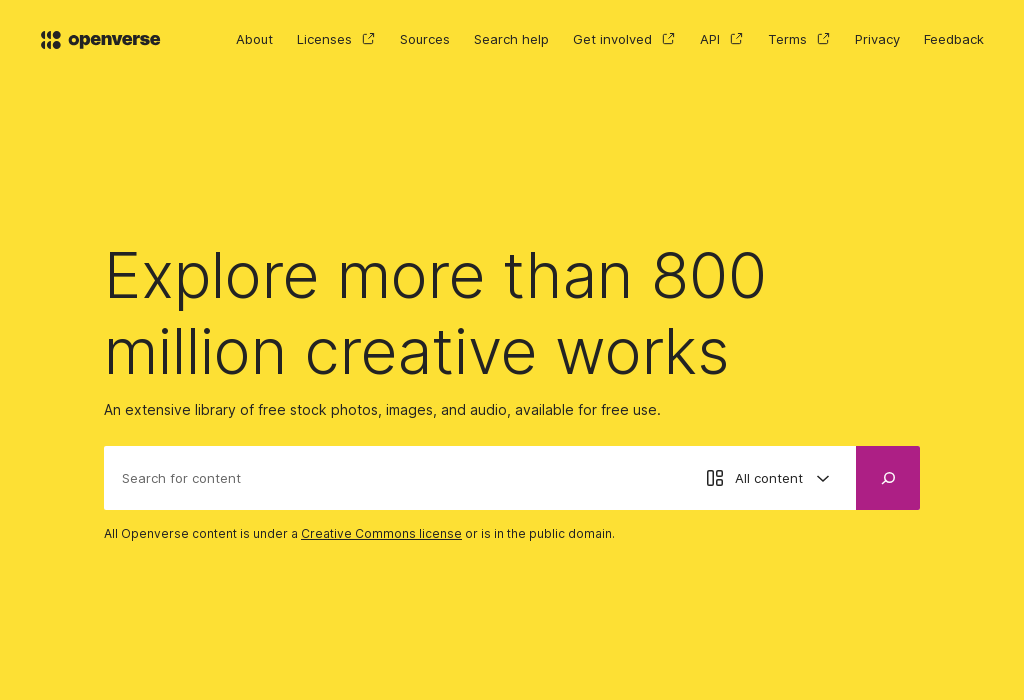 openverse About Licenses Sources Search help Get involved API Terms Privacy Feedback
Explore more than 800
million creative works
An extensive library of free stock photos, images, and audio, available for free use.
Search for content All content
All Openverse content is under a Creative Commons license or is in the public domain.